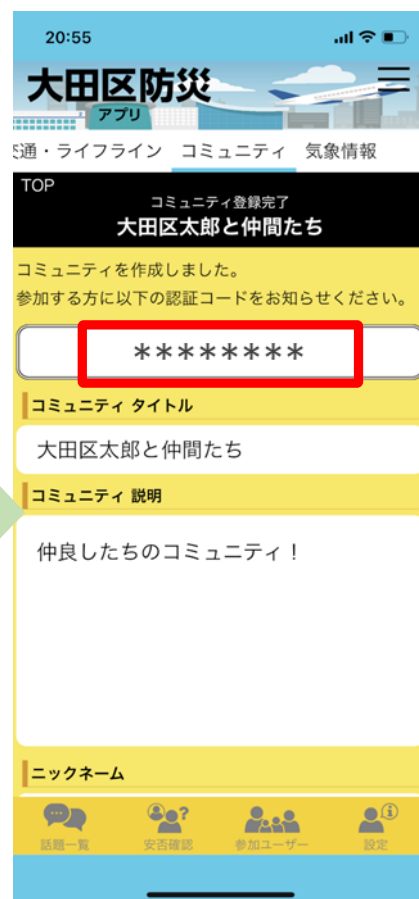 20:55
大田区防災
アプリ
通・ライフライン コミュニティ 気象情報
TOP
コミュニティ登録完了
大田区太郎と仲間たち
コミュニティを作成しました。
参加する方に以下の認証コードをお知らせください。
********
コミュニティ タイトル
大田区太郎と仲間たち
コミュニティ 説明
仲良したちのコミュニティ！
ニックネーム
話題一覧 安否確認 参加ユーザー 設定